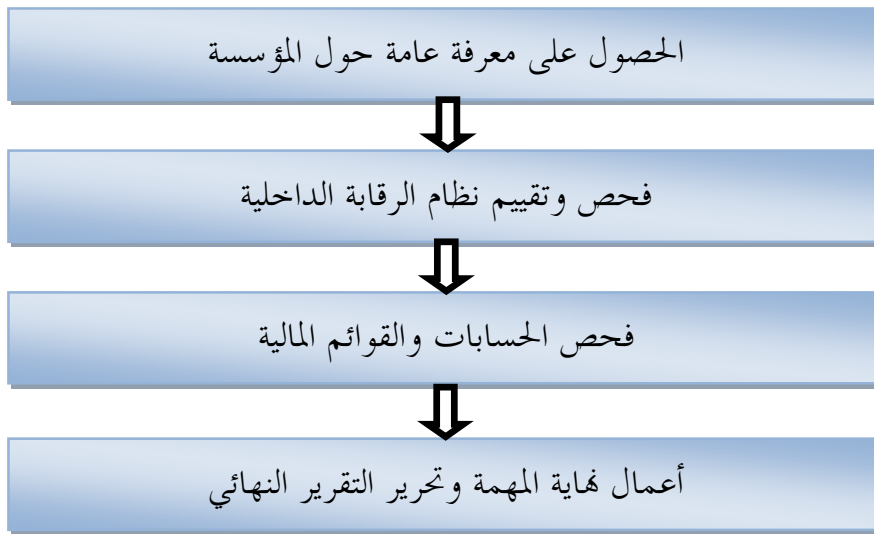 الحصول على معرفة عامة حول المؤسسة
فحص وتقييم نظام الرقابة الداخلية
فحص الحسابات والقوائم المالية
أعمال نهاية المهمة وتحرير التقرير النهائي